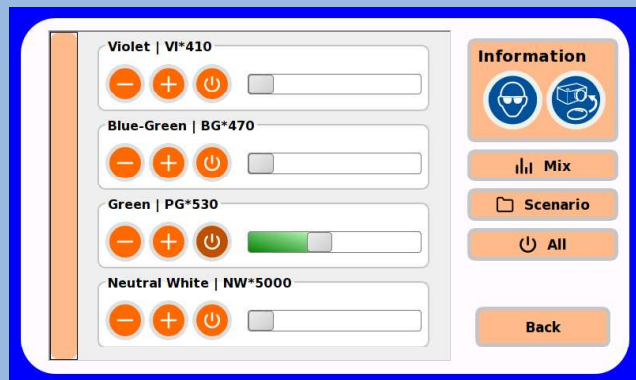 Violet | VI*410
Blue-Green | BG*470
Green | PG*530
Neutral White | NW*5000
Information
Mix
Scenario
All
Back